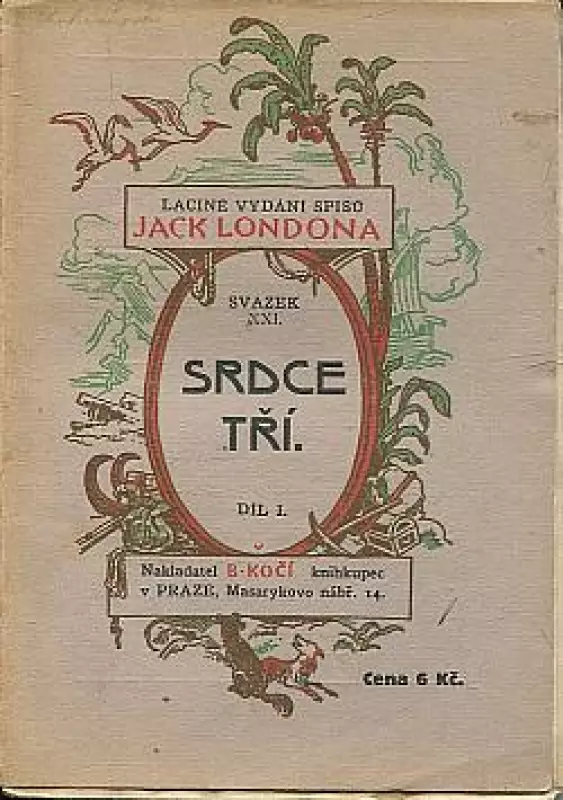 LACINÉ VYDÁNÍ SPISŮ
JACK LONDONA
SVAZEK
XXI.
SRDCE
TŘÍ.
DÍL I.
Nakladatel B·KOČÍ knihkupec
v PRAZE, Masarykovo nábř. 14.
Cena 6 Kč.